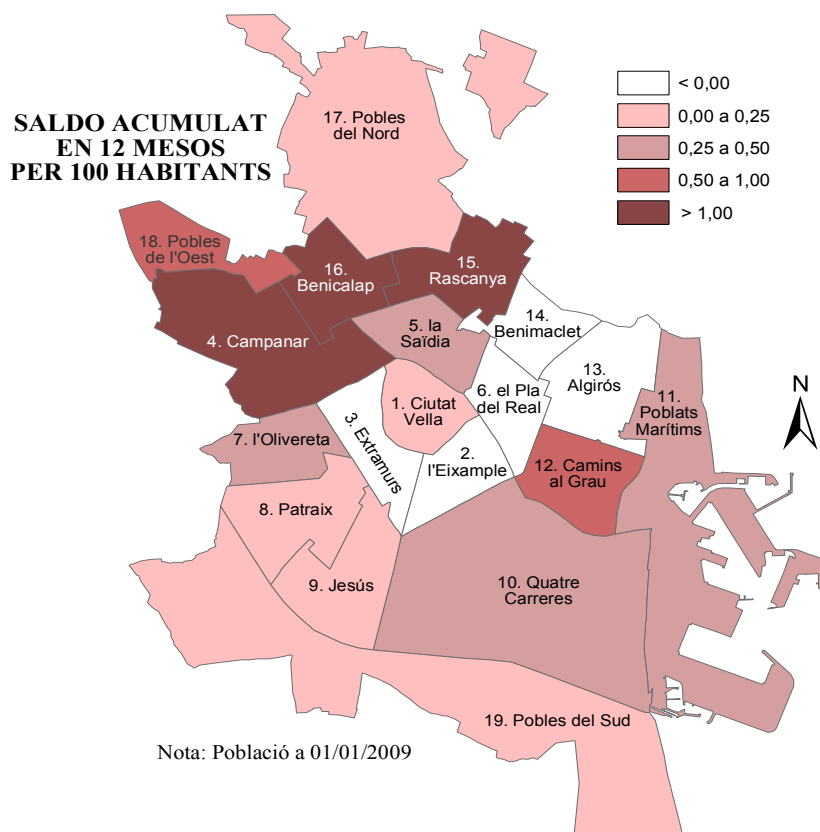 SALDO ACUMULAT
EN 12 MESOS
PER 100 HABITANTS
< 0,00
0,00 a 0,25
0,25 a 0,50
0,50 a 1,00
> 1,00
17. Pobles
del Nord
18. Pobles
de l'Oest
16.
Benicalap
15.
Rascanya
4. Campanar
5. la
Saïdia
14.
Benimaclet
13.
Algirós
6. el Pla
del Real
11.
Poblats
Marítims
N
1. Ciutat
Vella
3. Extramurs
2.
l'Eixample
7. l'Olivereta
12. Camins
al Grau
8. Patraix
9. Jesús
10. Quatre
Carreres
19. Pobles del Sud
Nota: Població a 01/01/2009